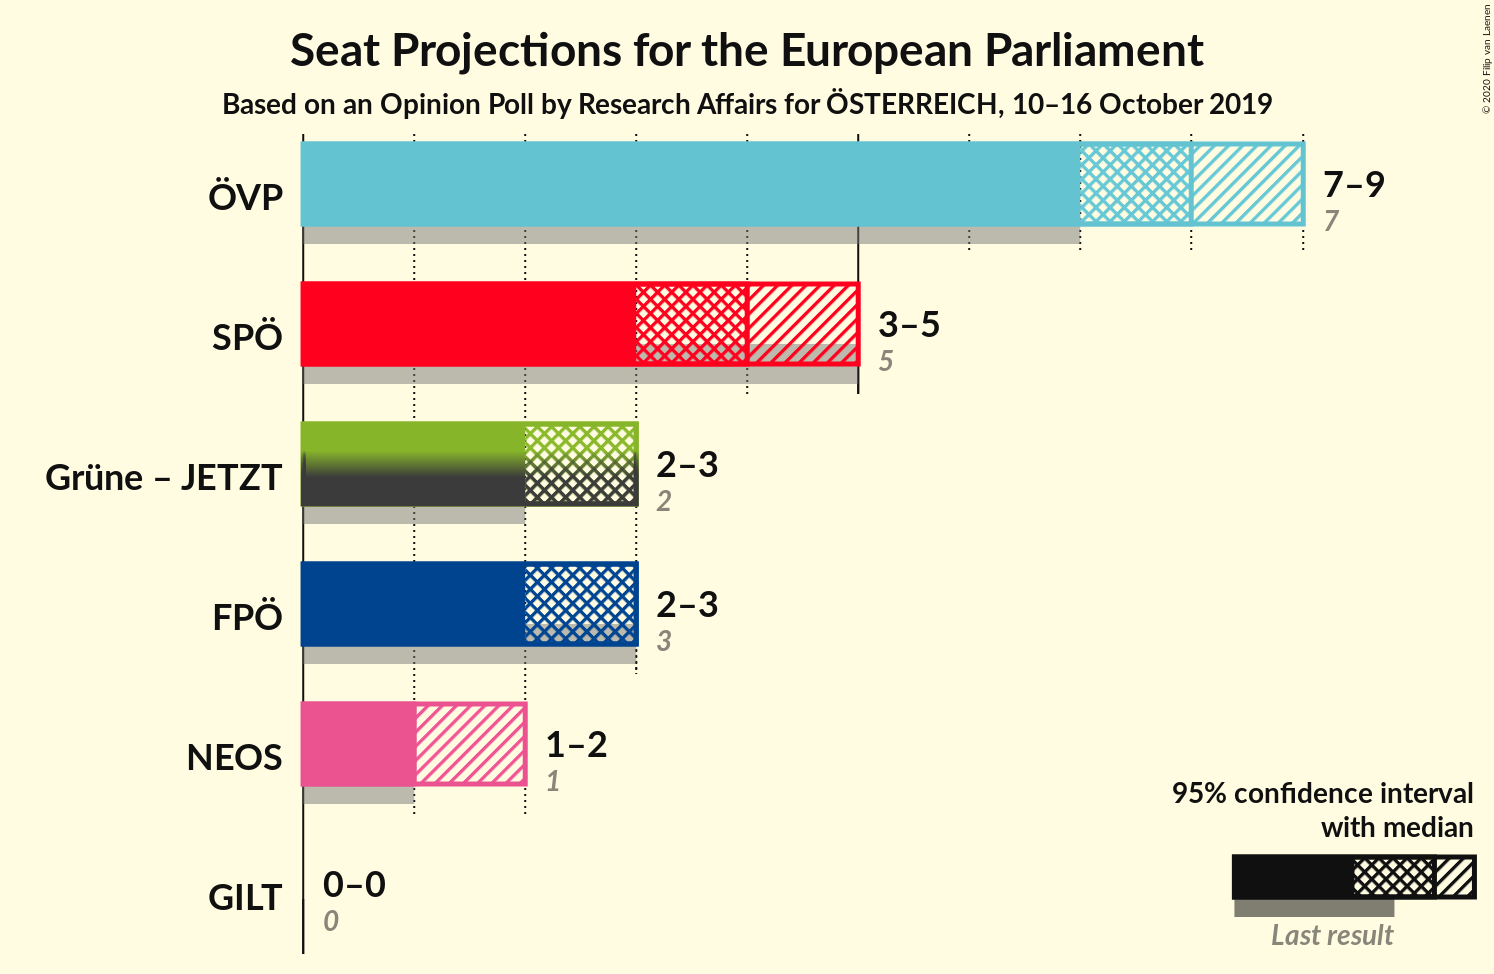 Seat Projections for the European Parliament
Based on an Opinion Poll by Research Affairs for ÖSTERREICH, 10–16 October 2019
© 2020 Filip van Laenen
ÖVP
7–9
7
SPÖ
3–5
5
Grüne – JETZT
2–3
2
FPÖ
2–3
3
NEOS
1–2
1
GILT
0–0
0
95% confidence interval
with median
Last result